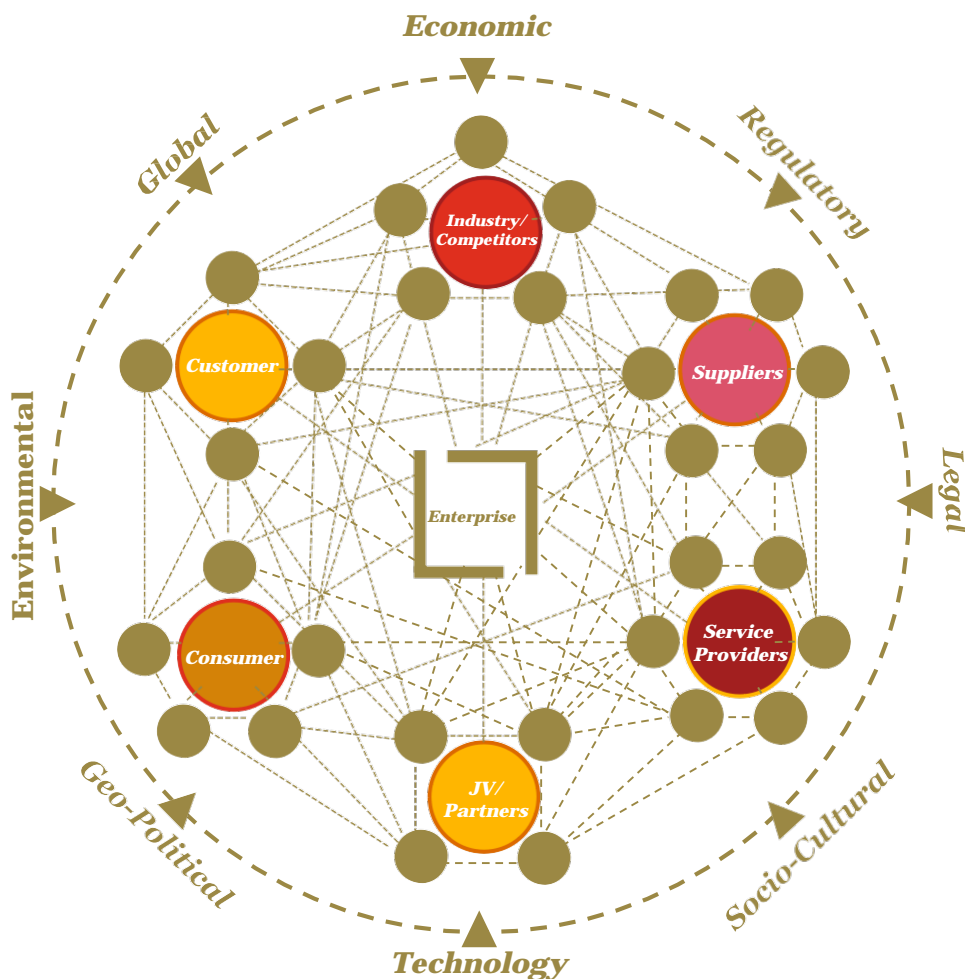 Economic
Global
Regulatory
Industry/
Competitors
Customer
Suppliers
Environmental
Enterprise
Legal
Consumer
Service
Providers
JV/
Partners
Geo-Political
Socio-Cultural
Technology